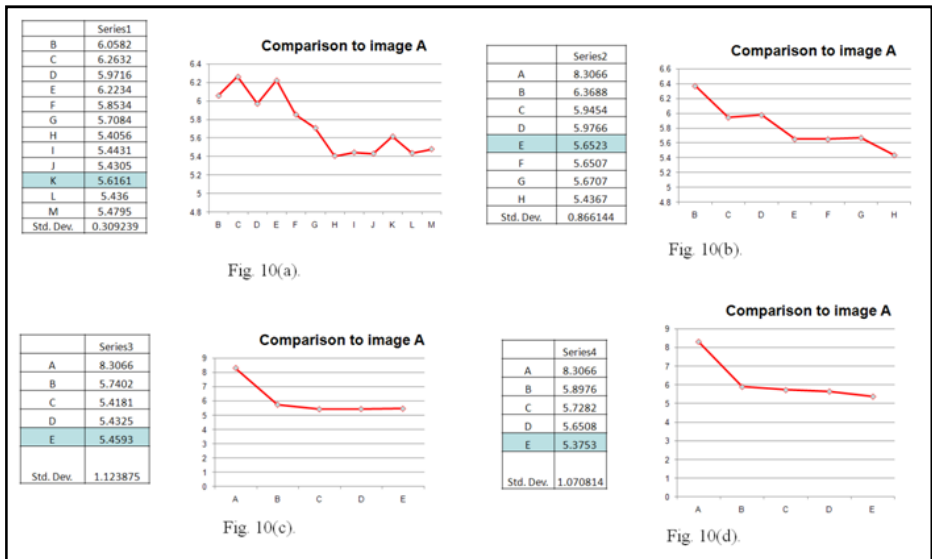 Series1
B 6.0582
C 6.2632
D 5.9716
E 6.2234
F 5.8534
G 5.7084
H 5.4056
I 5.4431
J 5.4305
K 5.6161
L 5.436
M 5.4795
Std. Dev. 0.309239
Comparison to image A
6.4
6.2
6
5.8
5.6
5.4
5.2
5
4.8
B C D E F G H I J K L M
Fig. 10(a).
Series2
A 8.3066
B 6.3688
C 5.9454
D 5.9766
E 5.6523
F 5.6507
G 5.6707
H 5.4367
Std. Dev. 0.866144
Comparison to image A
6.6
6.4
6.2
6
5.8
5.6
5.4
5.2
5
4.8
B C D E F G H
Fig. 10(b).
Series3
A 8.3066
B 5.7402
C 5.4181
D 5.4325
E 5.4593
Std. Dev. 1.123875
Comparison to image A
9
8
7
6
5
4
3
2
1
0
A B C D E
Fig. 10(c).
Series4
A 8.3066
B 5.8976
C 5.7282
D 5.6508
E 5.3753
Std. Dev. 1.070814
Comparison to image A
9
8
7
6
5
4
3
2
1
0
A B C D E
Fig. 10(d).